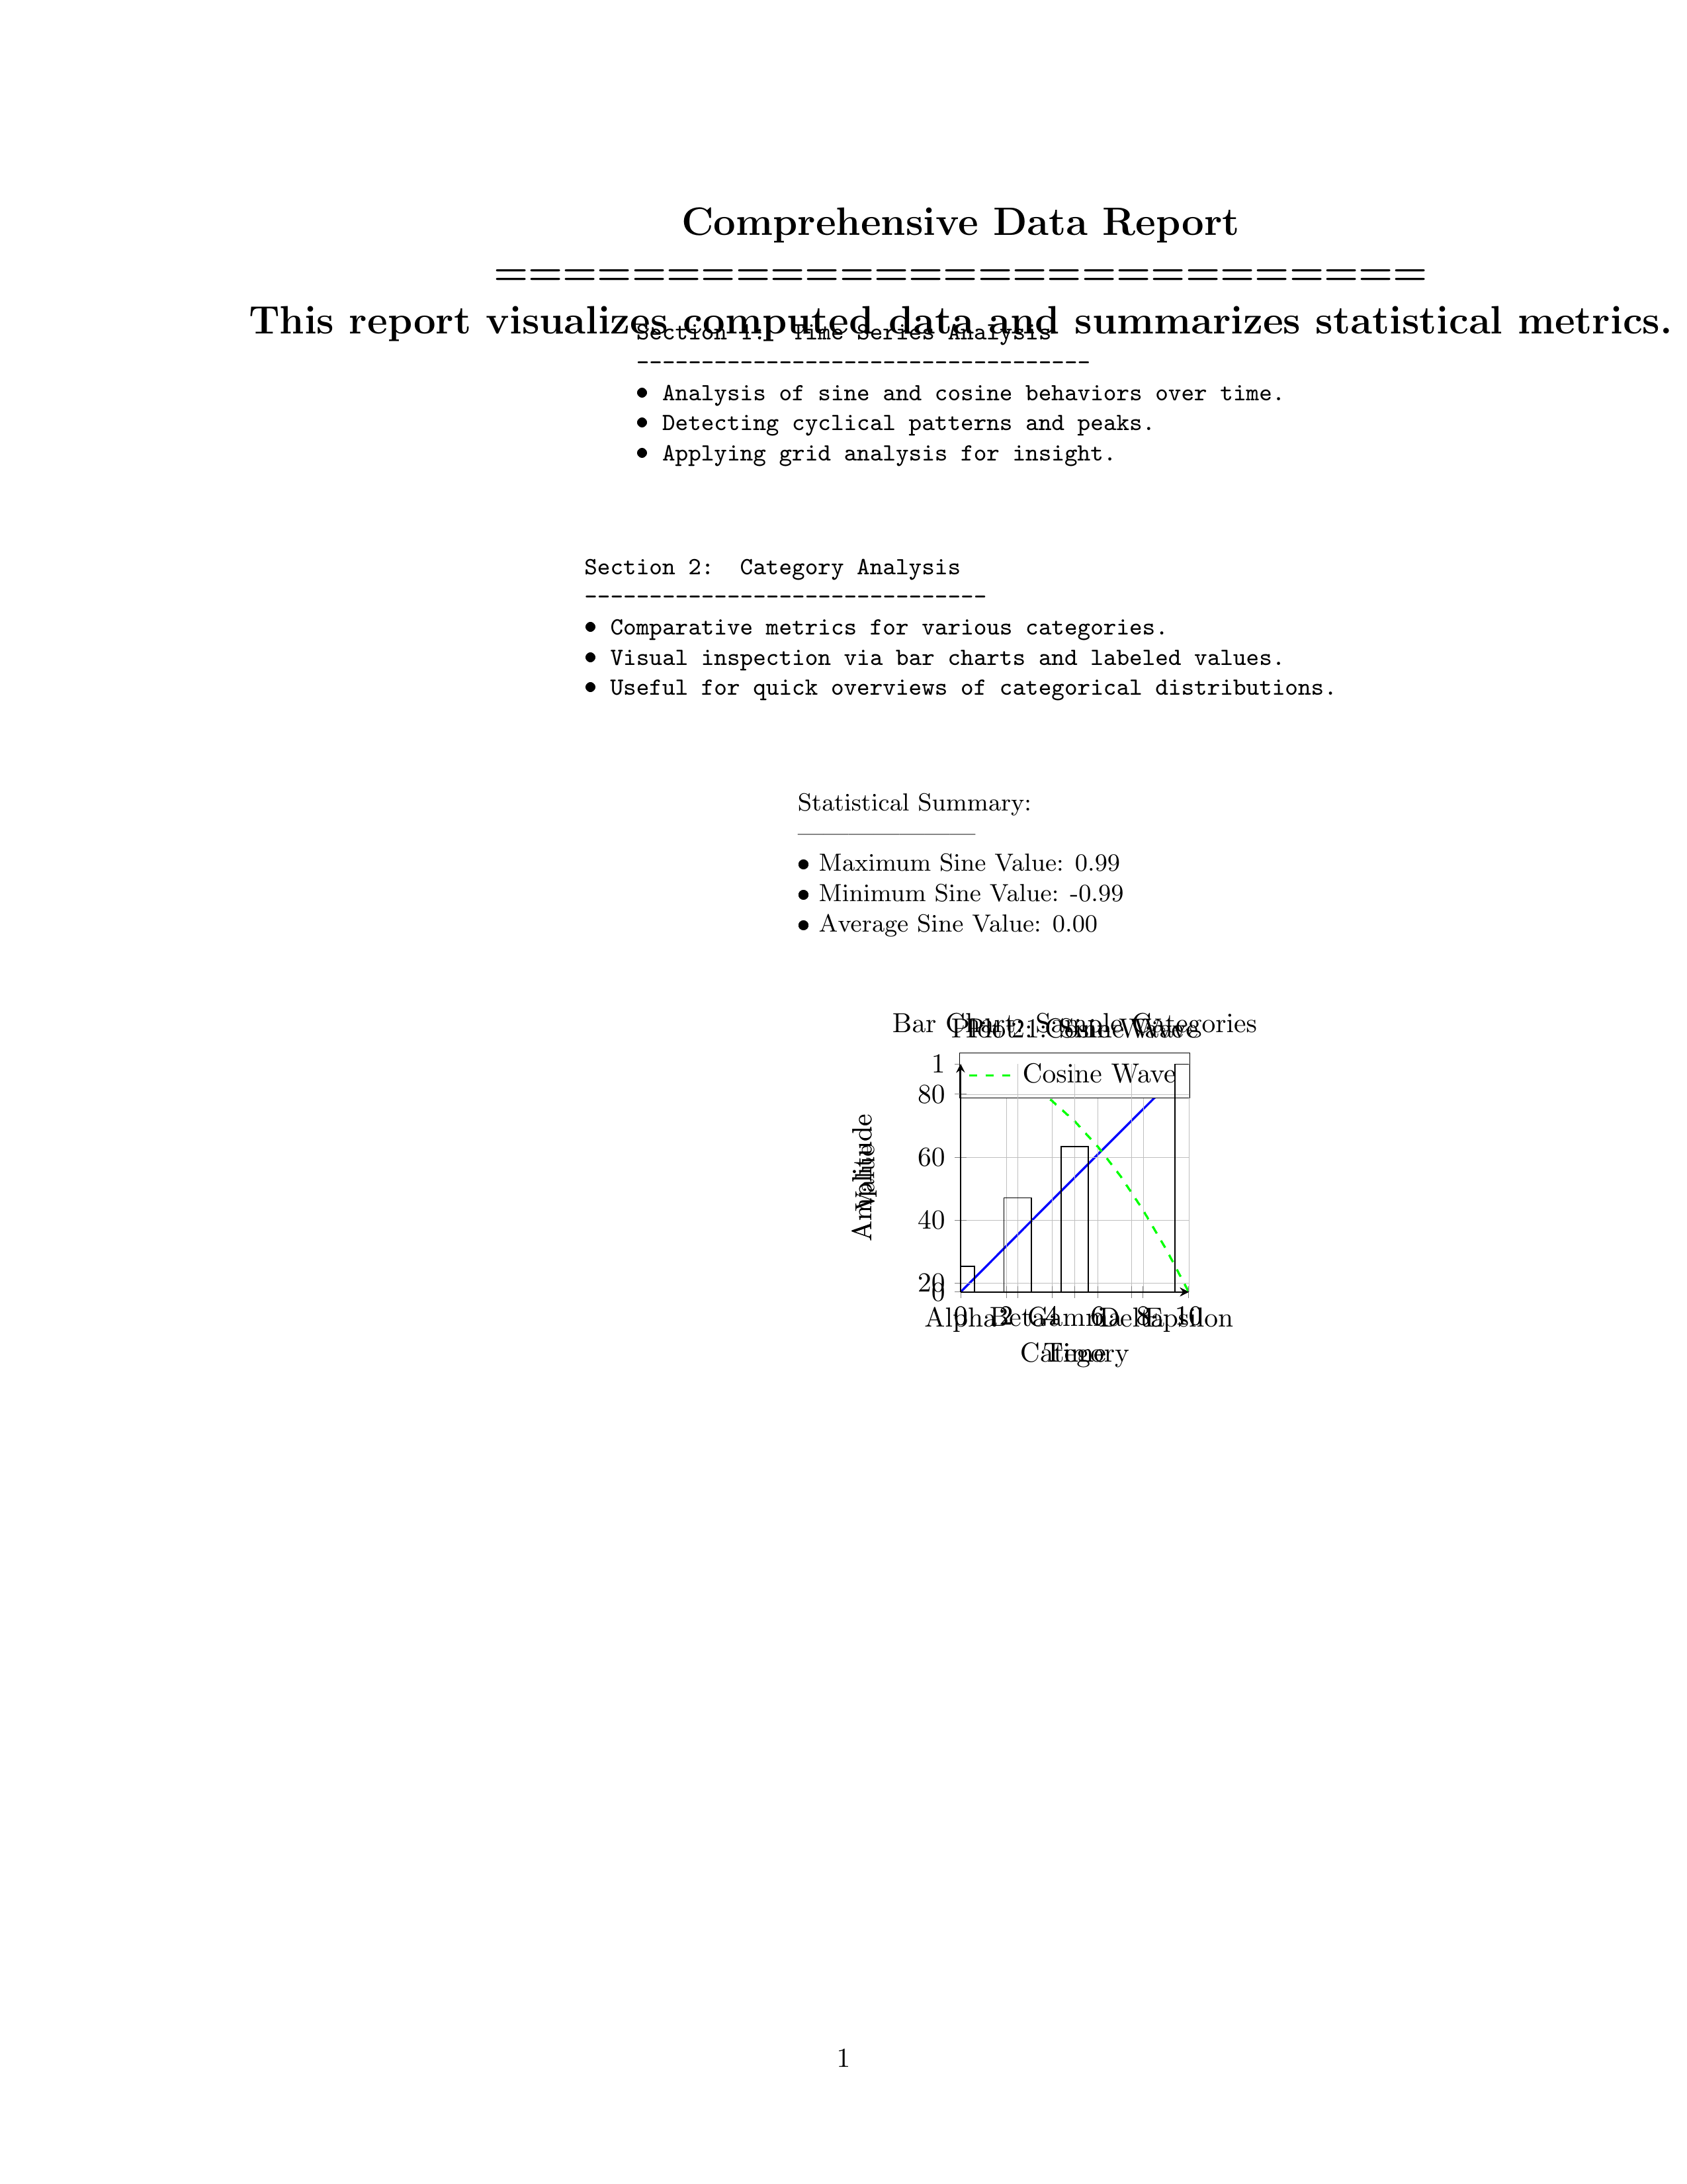 Comprehensive Data Report
===========================
This report visualizes computed data and summarizes statistical metrics.
Section 1:  Time Series Analysis
-----------------------------------
• Analysis of sine and cosine behaviors over time.
• Detecting cyclical patterns and peaks.
• Applying grid analysis for insight.
Section 2:  Category Analysis
-------------------------------
• Comparative metrics for various categories.
• Visual inspection via bar charts and labeled values.
• Useful for quick overviews of categorical distributions.
Statistical Summary:
• Maximum Sine Value: 0.99
• Minimum Sine Value: -0.99
• Average Sine Value: 0.00
Bar Chart: Sample Categories
Plot 2: Cosine Wave
Plot 1: Sine Wave
Cosine Wave
1
80
60
40
20
0
Amplitude
Value
0 2 4 6 8 10
Alpha Beta Gamma Delta Epsilon
Category
Time
1